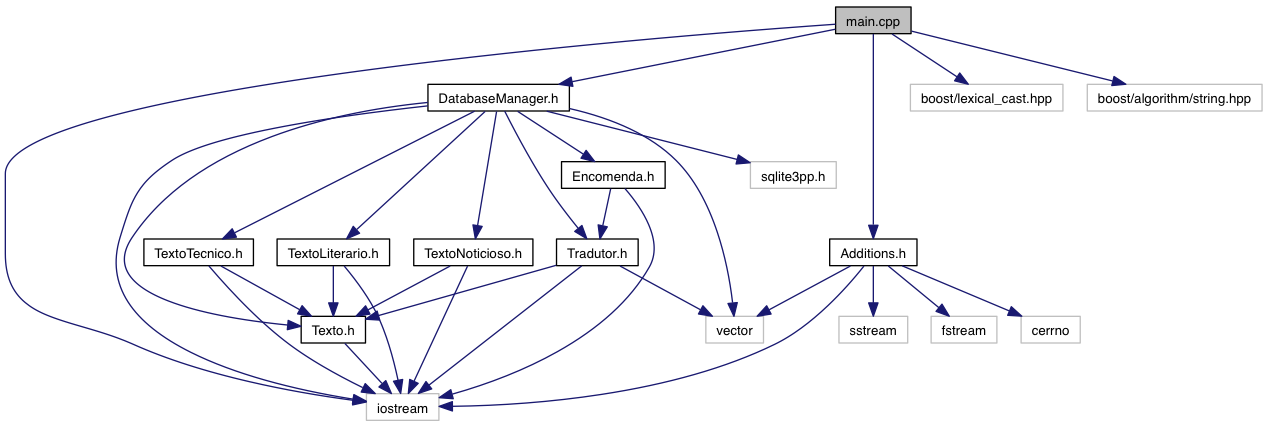 main.cpp
DatabaseManager.h
boost/lexical_cast.hpp
boost/algorithm/string.hpp
Encomenda.h
sqlite3pp.h
TextoTecnico.h
TextoLiterario.h
TextoNoticioso.h
Tradutor.h
Additions.h
Texto.h
vector
sstream
fstream
cerrno
iostream